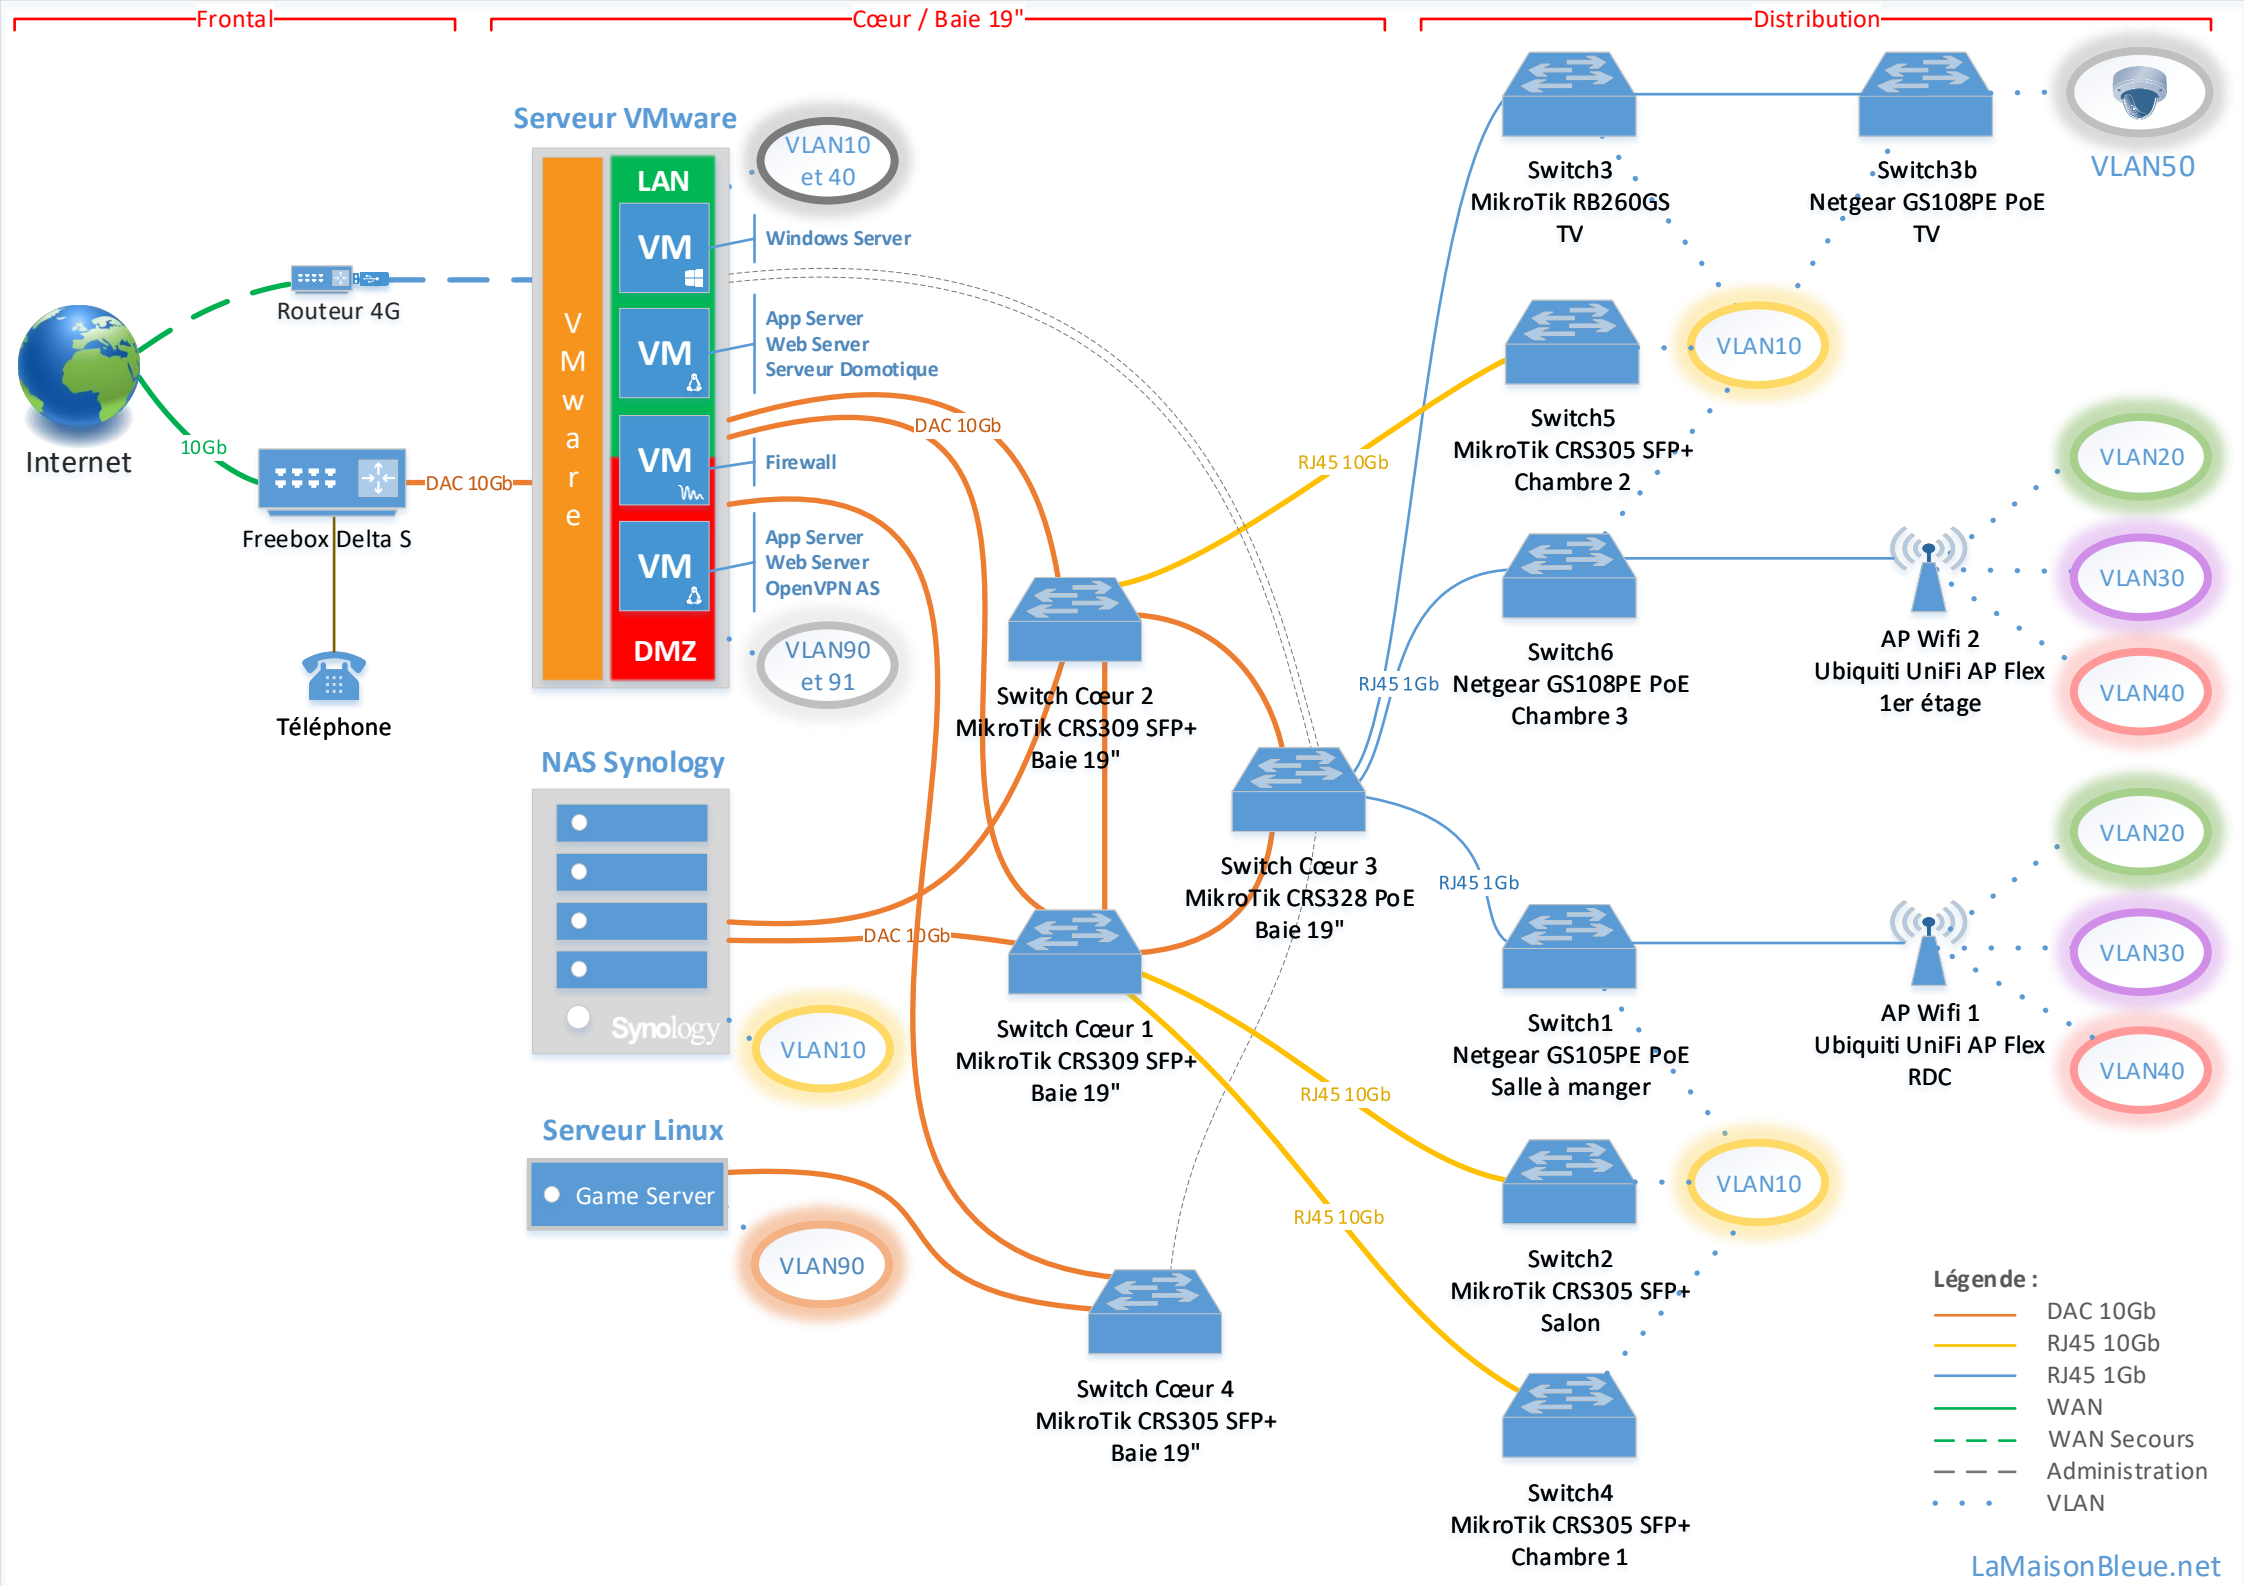 Frontal
Cœur / Baie 19"
Distribution
Serveur VMware
VLAN10
et 40
LAN
VM
Windows Server
VM
App Server
Web Server
Serveur Domotique
VM
Firewall
VM
App Server
Web Server
OpenVPN AS
DMZ
VMware
VLAN90
et 91
Routeur 4G
Internet
10Gb
DAC 10Gb
Freebox Delta S
Téléphone
NAS Synology
Synology
VLAN10
Serveur Linux
Game Server
VLAN90
DAC 10Gb
DAC 10Gb
Switch Cœur 2
MikroTik CRS309 SFP+
Baie 19"
Switch Cœur 3
MikroTik CRS328 PoE
Baie 19"
Switch Cœur 1
MikroTik CRS309 SFP+
Baie 19"
Switch Cœur 4
MikroTik CRS305 SFP+
Baie 19"
RJ45 10Gb
RJ45 1Gb
RJ45 1Gb
RJ45 10Gb
RJ45 10Gb
Switch3
MikroTik RB260GS
TV
Switch3b
Netgear GS108PE PoE
TV
VLAN50
Switch5
MikroTik CRS305 SFP+
Chambre 2
VLAN10
Switch6
Netgear GS108PE PoE
Chambre 3
AP Wifi 2
Ubiquiti UniFi AP Flex
1er étage
VLAN20
VLAN30
VLAN40
Switch1
Netgear GS105PE PoE
Salle à manger
AP Wifi 1
Ubiquiti UniFi AP Flex
RDC
VLAN20
VLAN30
VLAN40
VLAN10
Switch2
MikroTik CRS305 SFP+
Salon
Switch4
MikroTik CRS305 SFP+
Chambre 1
Légende :
DAC 10Gb
RJ45 10Gb
RJ45 1Gb
WAN
WAN Secours
Administration
VLAN
LaMaisonBleue.net